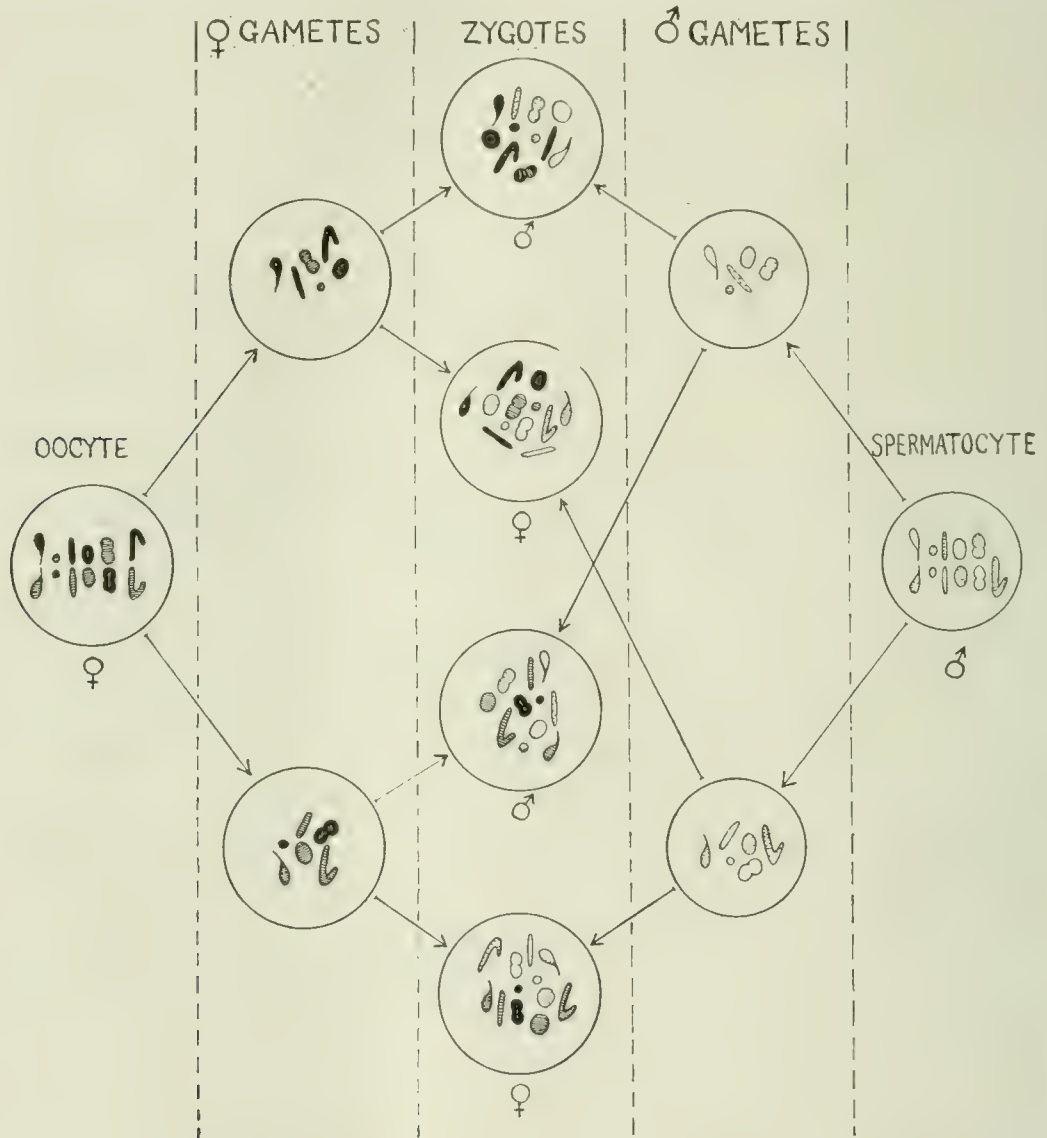 ♀ GAMETES ZYGOTES ♂ GAMETES
♂
♀
OOCYTE SPERMATOCYTE
♀ ♂
♂
♀